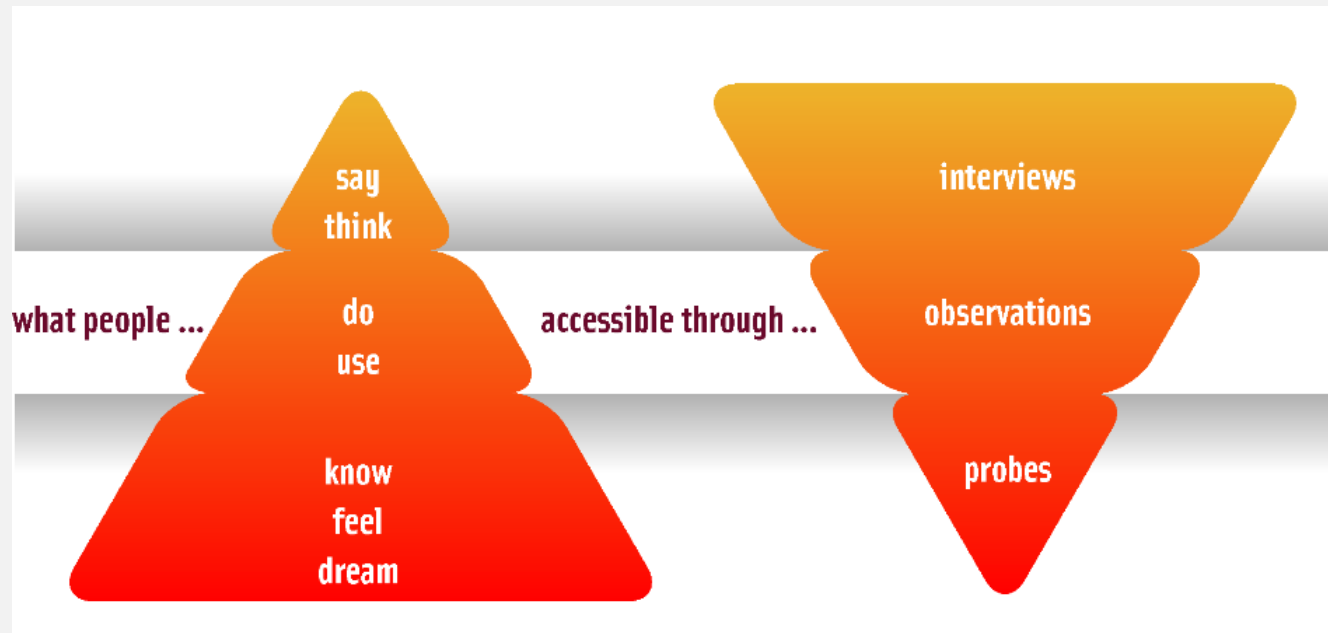 say
think
interviews
what people ...
do
use
accessible through ...
observations
know
feel
dream
probes